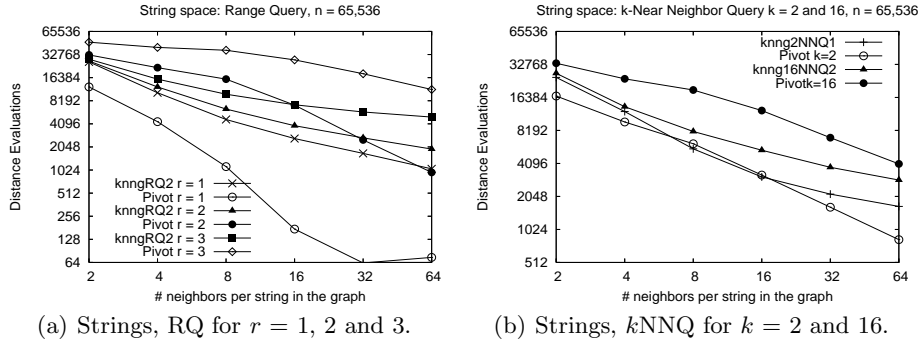 String space: Range Query, n = 65,536
Distance Evaluations
65536
32768
16384
8192
4096
2048
1024
512
256
128
64
knngRQ2 r = 1
Pivot r = 1
knngRQ2 r = 2
Pivot r = 2
knngRQ2 r = 3
Pivot r = 3
2 4 8 16 32 64
# neighbors per string in the graph
(a) Strings, RQ for r = 1, 2 and 3.
String space: k-Near Neighbor Query k = 2 and 16, n = 65,536
Distance Evaluations
65536
32768
16384
8192
4096
2048
1024
512
knng2NNQ1
Pivot k=2
knng16NNQ2
Pivotk=16
2 4 8 16 32 64
# neighbors per string in the graph
(b) Strings, kNNQ for k = 2 and 16.